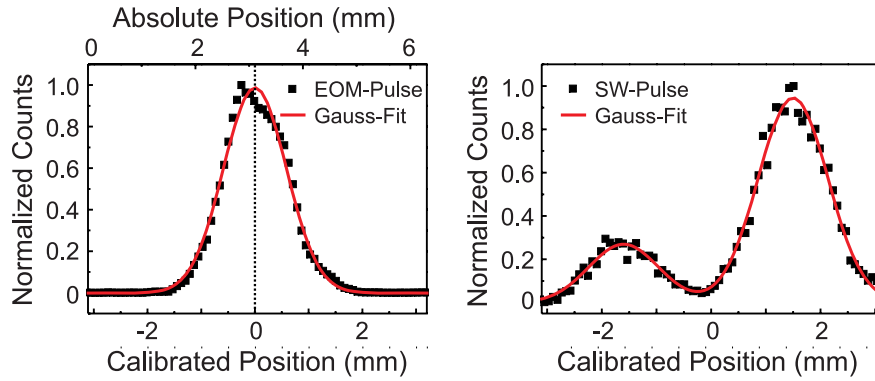 Absolute Position (mm)
0 2 4 6
1.0
0.8
0.6
0.4
0.2
0
Normalized Counts
EOM-Pulse
Gauss-Fit
-2 0 2
Calibrated Position (mm)
1.0
0.8
0.6
0.4
0.2
0
Normalized Counts
SW-Pulse
Gauss-Fit
-2 0 2
Calibrated Position (mm)